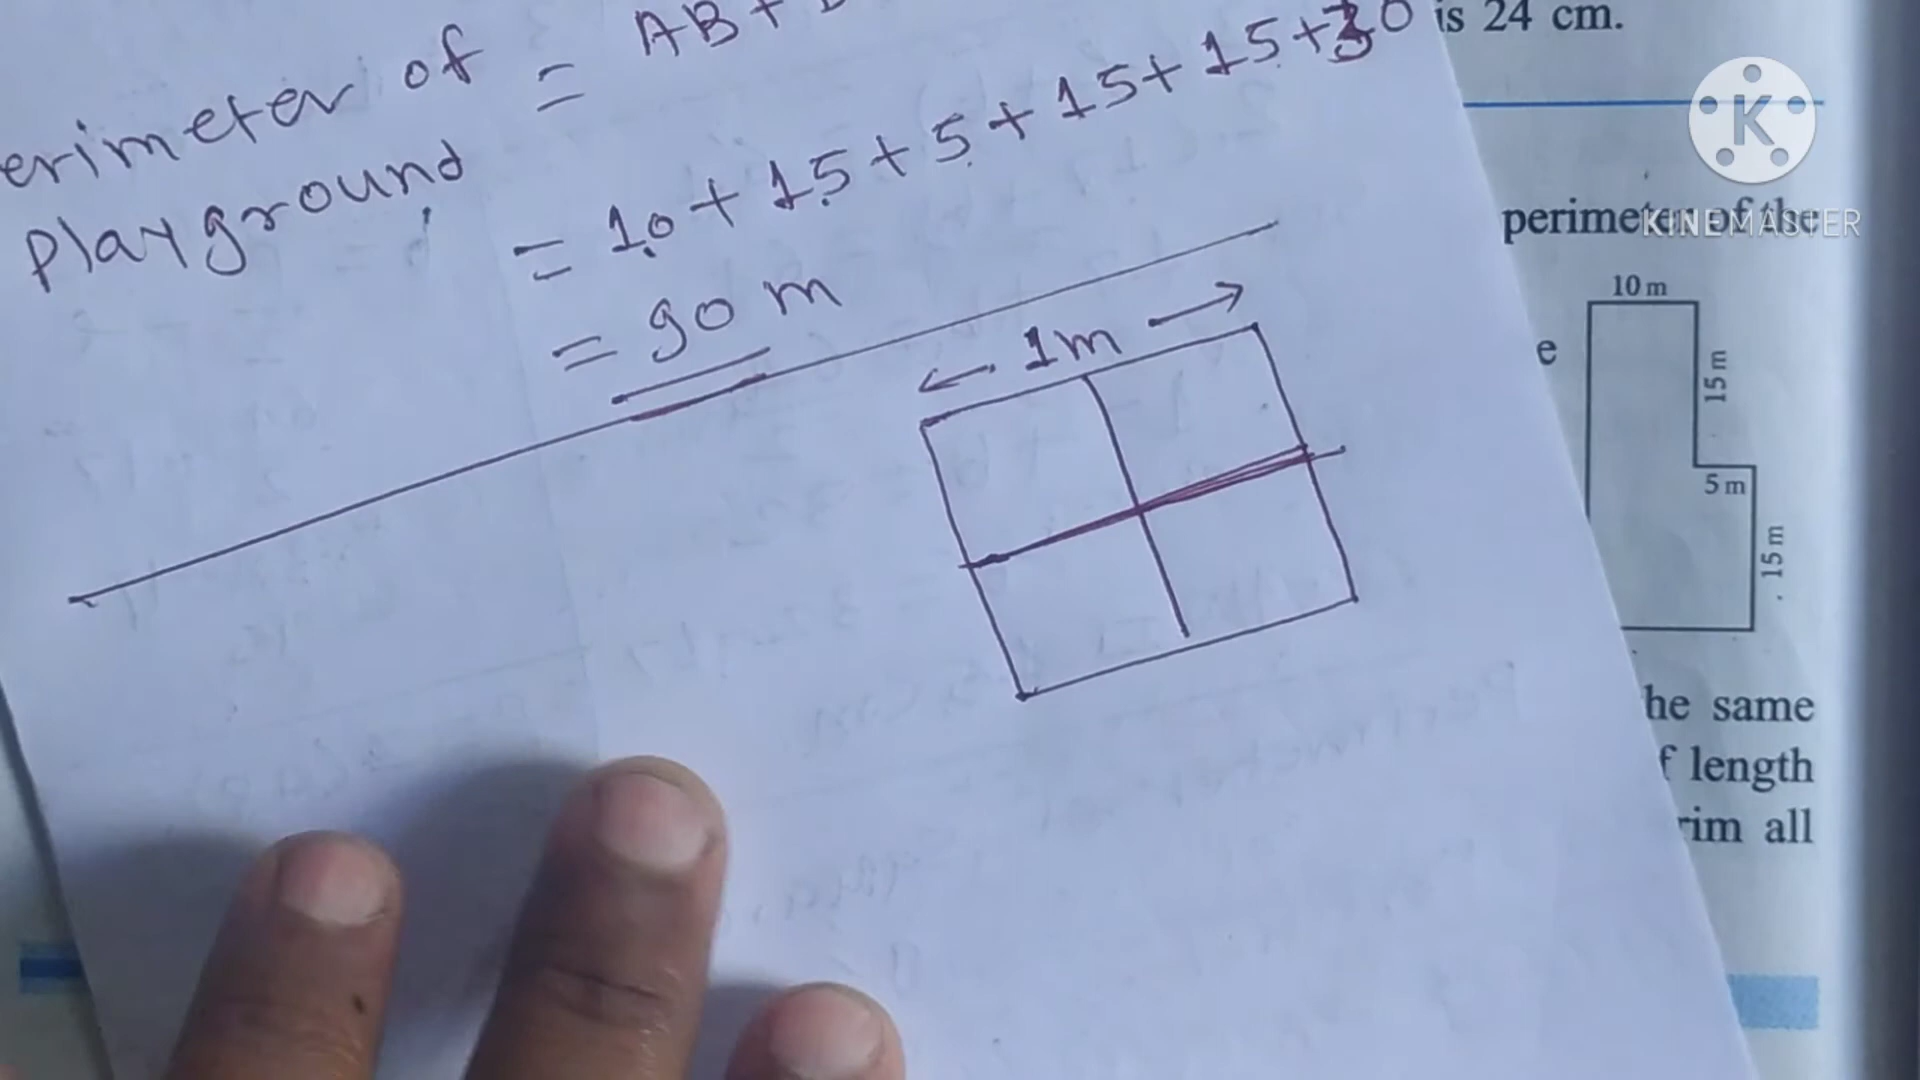 erimeter of = AB+
Playground
= 10+15+5+15+15+30
= 90 m
← 1m →
is 24 cm.
K
KINEMASTER
perimeter of the
10 m
e
15 m
5 m
15 m
he same
f length
rim all